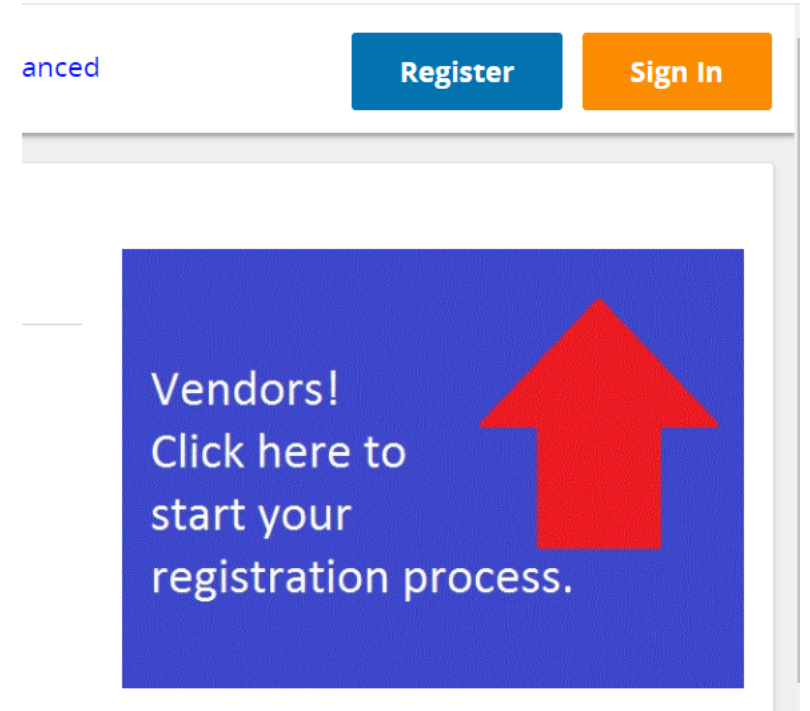 anced
Register
Sign In
Vendors!
Click here to
start your
registration process.